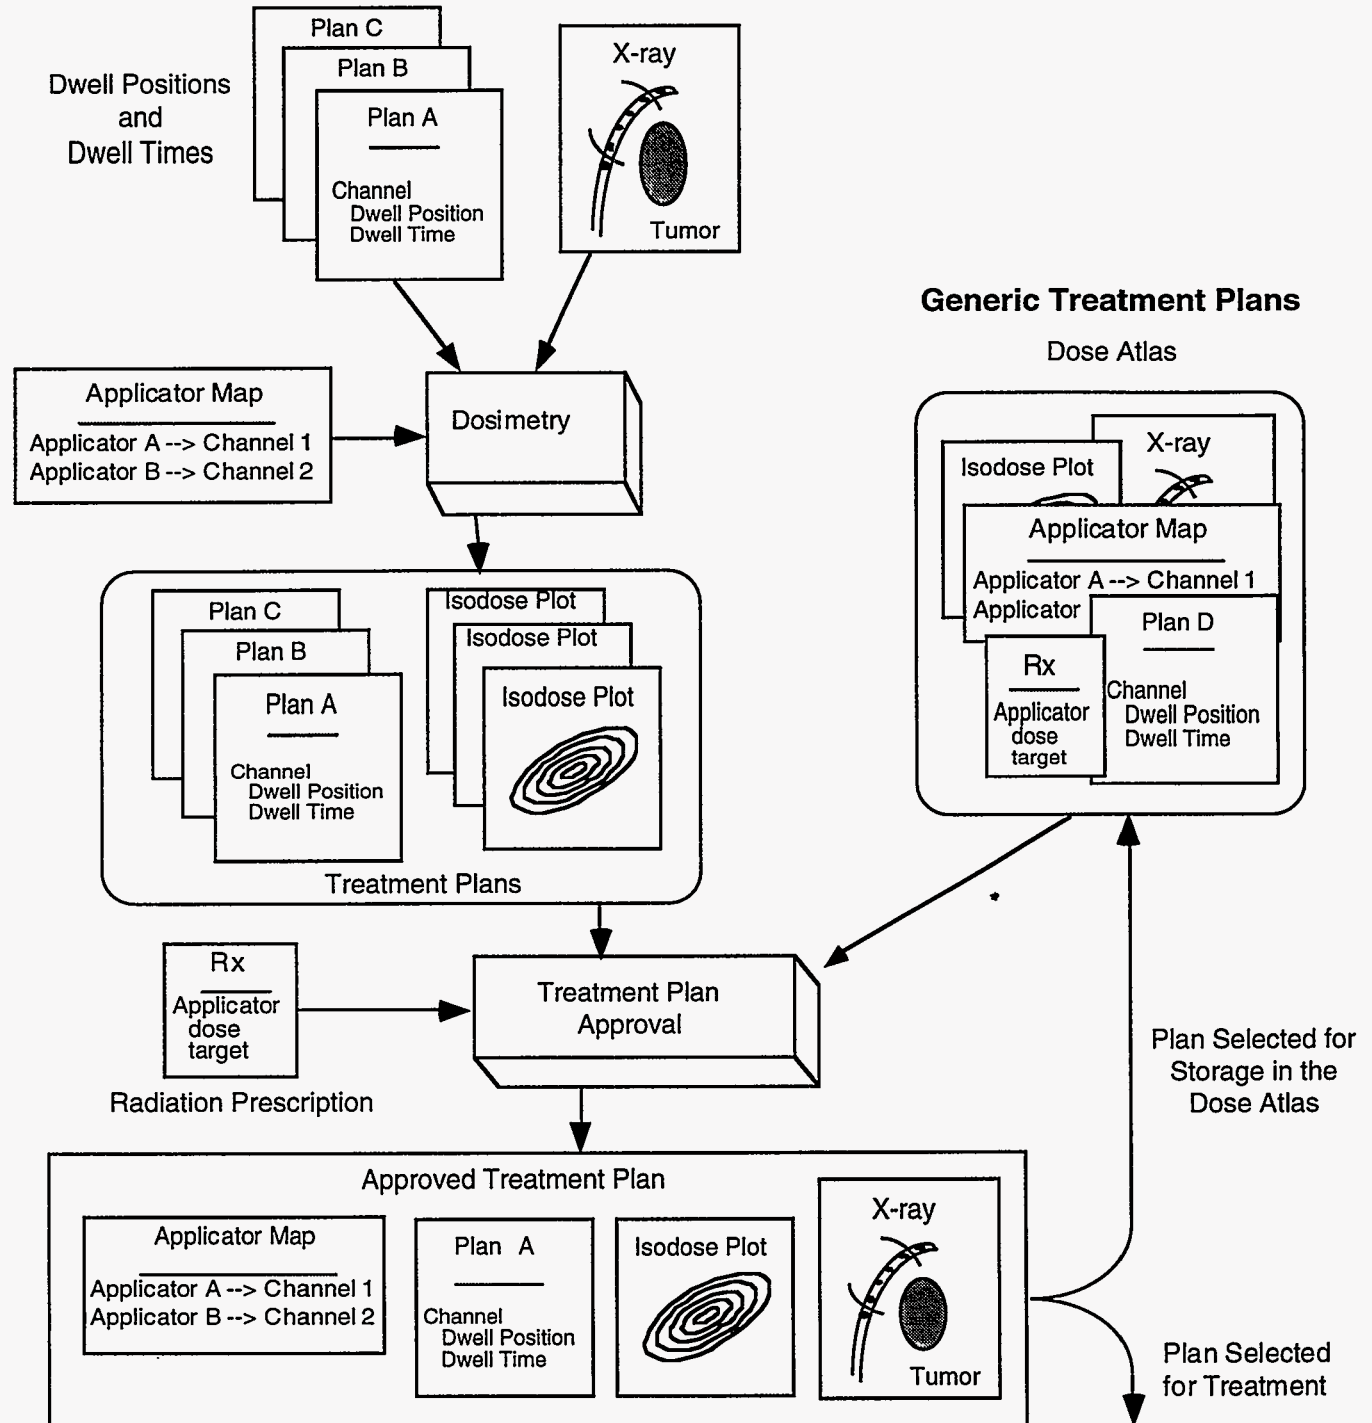 Plan C
Plan B
Plan A
Channel
Dwell Position
Dwell Time
Dwell Positions
and
Dwell Times
X-ray
Tumor
Generic Treatment Plans
Dose Atlas
Applicator Map
Applicator A --> Channel 1
Applicator B --> Channel 2
Dosimetry
X-ray
Isodose Plot
Applicator Map
Applicator A --> Channel 1
Applicator
Plan D
Channel
Dwell Position
Dwell Time
Rx
Applicator
dose
target
Plan C
Plan B
Plan A
Channel
Dwell Position
Dwell Time
Isodose Plot
Isodose Plot
Isodose Plot
Treatment Plans
Rx
Applicator
dose
target
Radiation Prescription
Treatment Plan
Approval
Plan Selected for
Storage in the
Dose Atlas
Approved Treatment Plan
Applicator Map
Applicator A --> Channel 1
Applicator B --> Channel 2
Plan A
Channel
Dwell Position
Dwell Time
Isodose Plot
X-ray
Tumor
Plan Selected
for Treatment